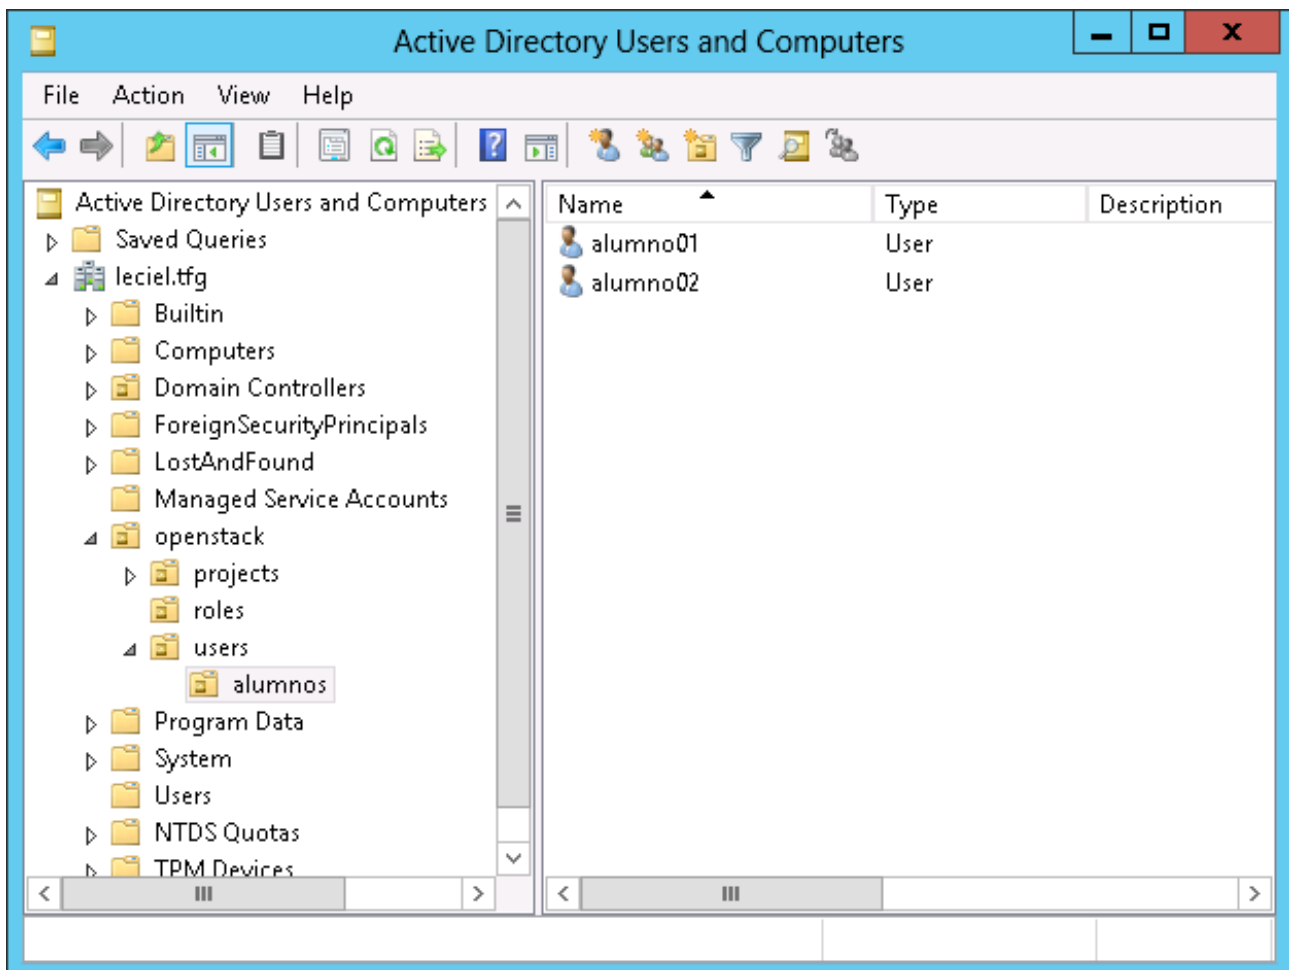 Active Directory Users and Computers
File Action View Help
Active Directory Users and Computers
Saved Queries
leciel.tfg
Builtin
Computers
Domain Controllers
ForeignSecurityPrincipals
LostAndFound
Managed Service Accounts
openstack
projects
roles
users
alumnos
Program Data
System
Users
NTDS Quotas
TPM Devices
Name Type Description
alumno01 User
alumno02 User